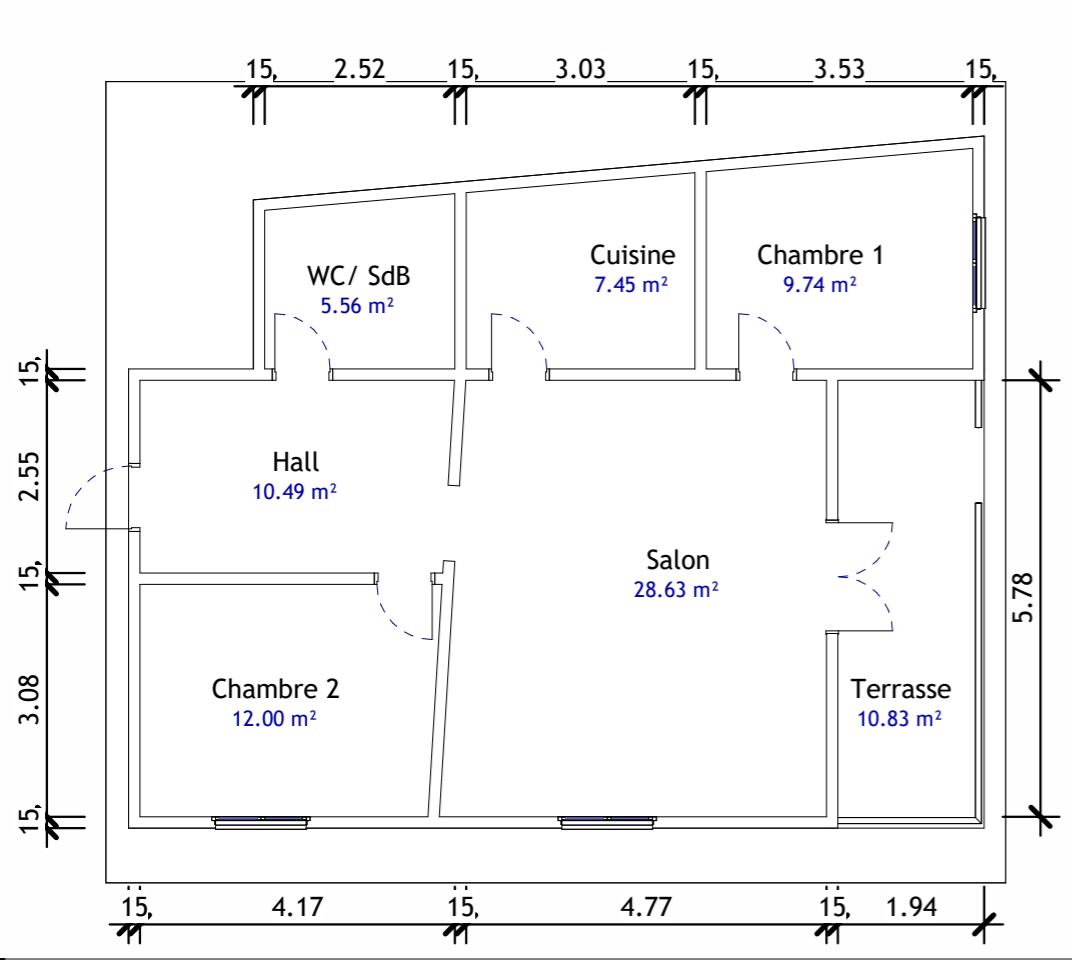 15, 2.52 15, 3.03 15, 3.53 15,
WC/ SdB
5.56 m²
Cuisine
7.45 m²
Chambre 1
9.74 m²
15,
2.55
15,
3.08
15,
Hall
10.49 m²
Salon
28.63 m²
5.78
Chambre 2
12.00 m²
Terrasse
10.83 m²
15, 4.17 15, 4.77 15, 1.94